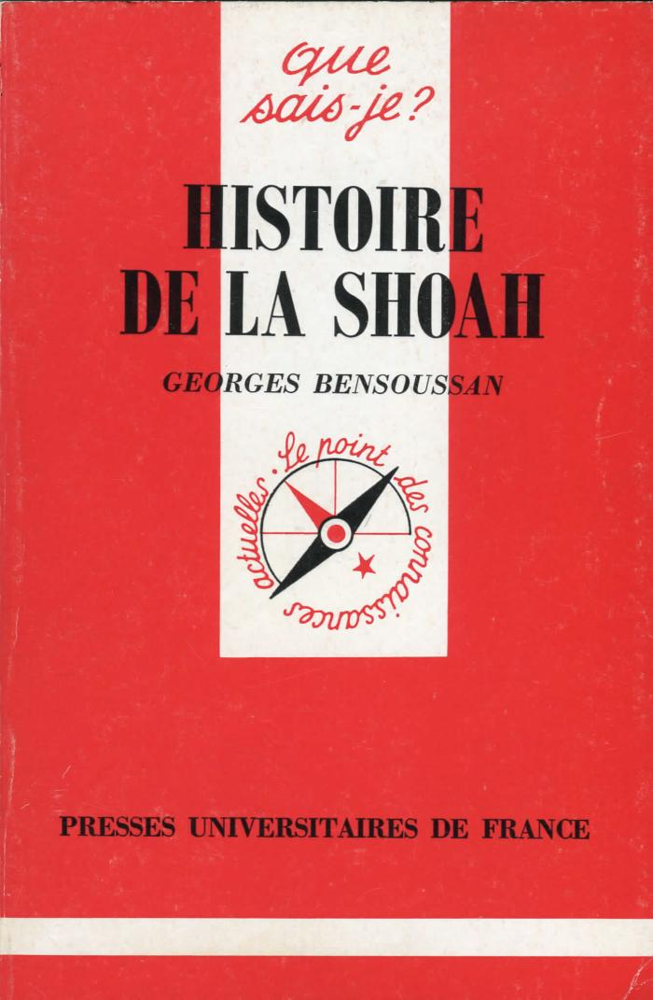 que
sais-je?
HISTOIRE
DE LA SHOAH
GEORGES BENSOUSSAN
Le point des connaissances actuelles.
PRESSES UNIVERSITAIRES DE FRANCE